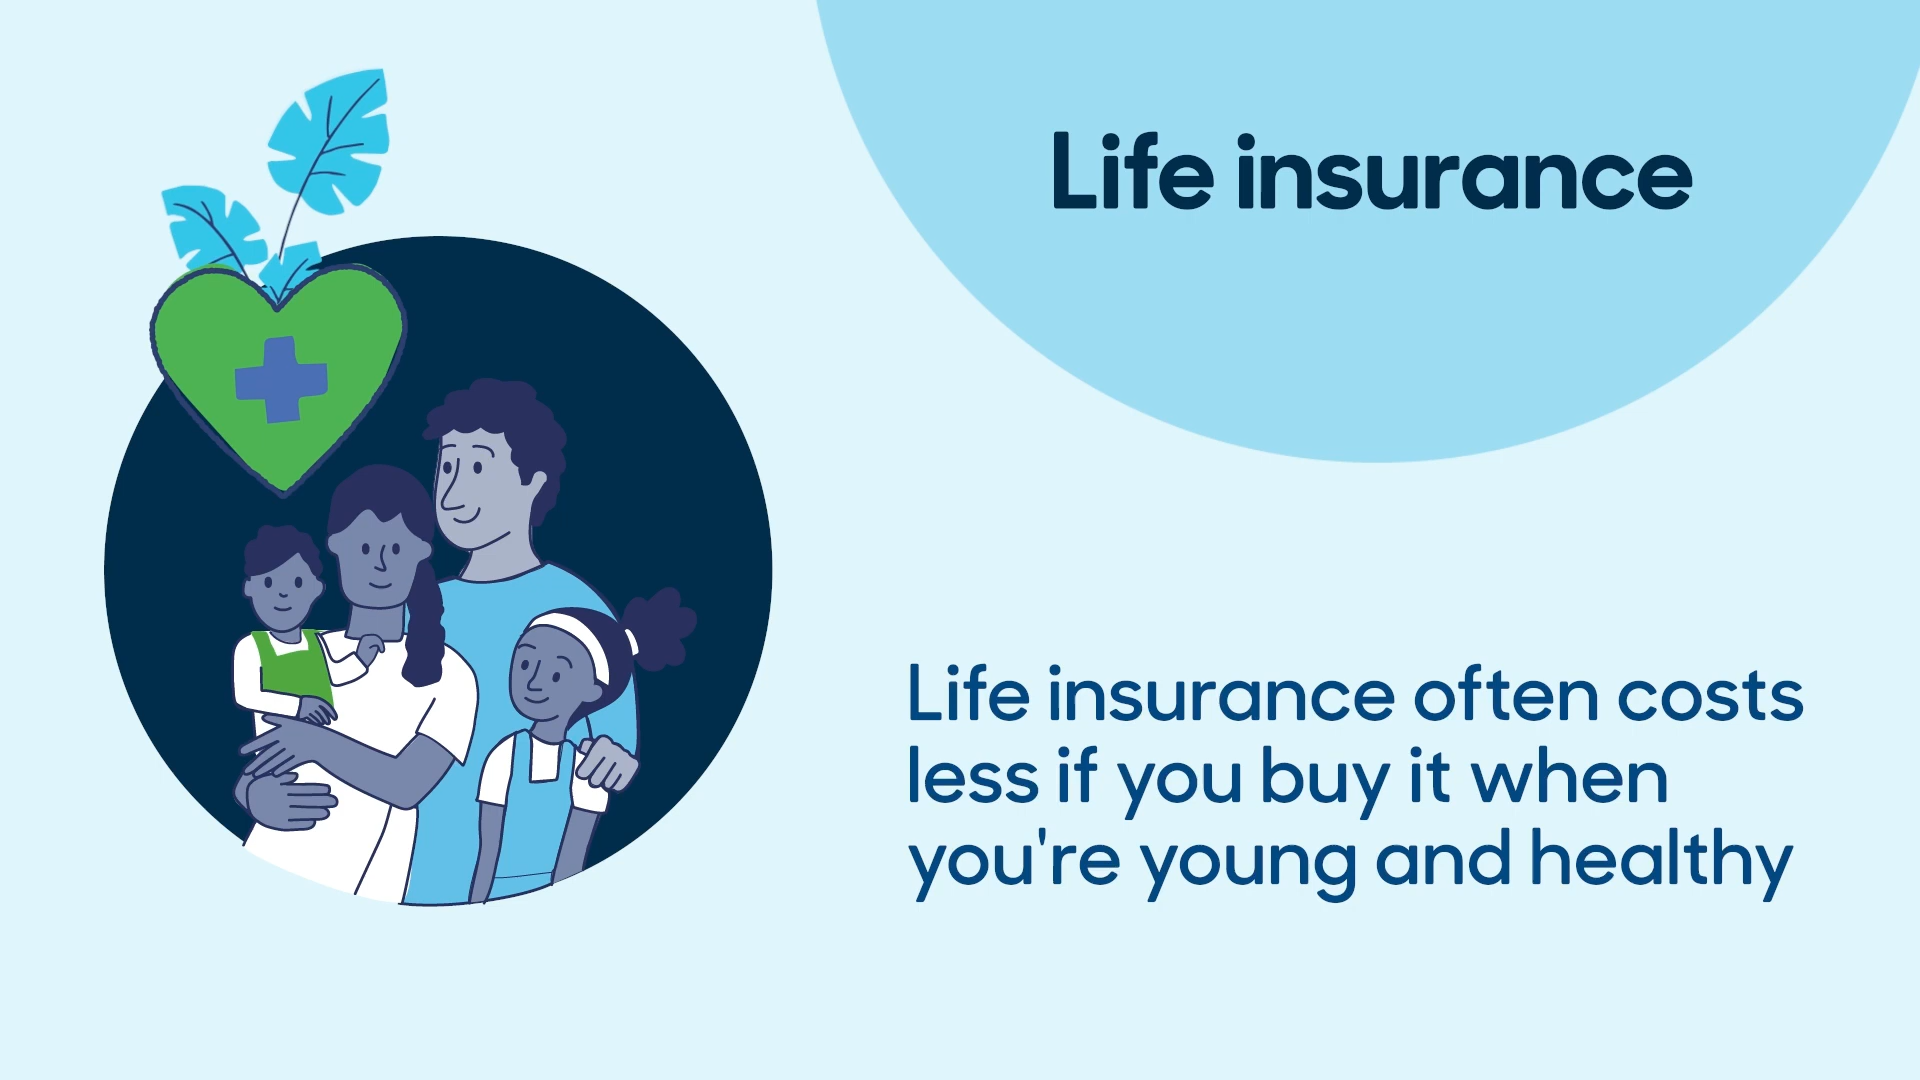 Life insurance
Life insurance often costs
less if you buy it when
you're young and healthy